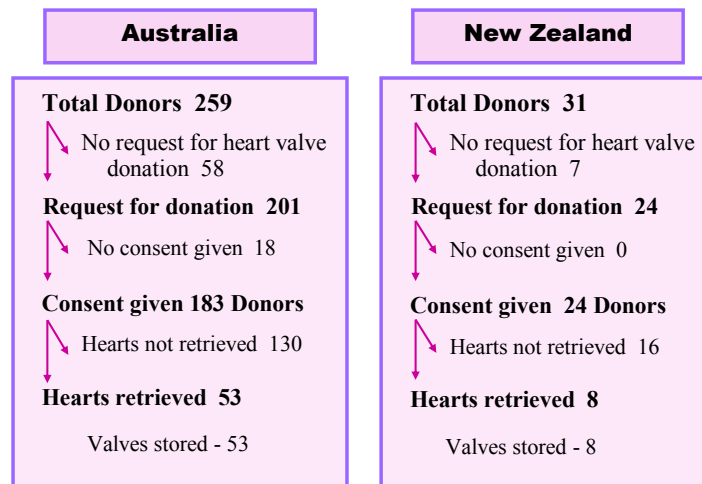 Australia
Total Donors 259
No request for heart valve
donation 58
Request for donation 201
No consent given 18
Consent given 183 Donors
Hearts not retrieved 130
Hearts retrieved 53
Valves stored - 53
New Zealand
Total Donors 31
No request for heart valve
donation 7
Request for donation 24
No consent given 0
Consent given 24 Donors
Hearts not retrieved 16
Hearts retrieved 8
Valves stored - 8